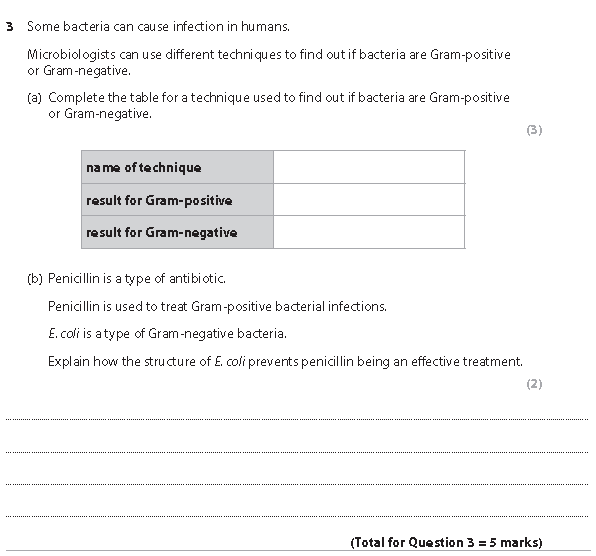 3 Some bacteria can cause infection in humans.
Microbiologists can use different techniques to find out if bacteria are Gram-positive
or Gram-negative.
(a) Complete the table for a technique used to find out if bacteria are Gram-positive
or Gram-negative.
(3)
name of technique
result for Gram-positive
result for Gram-negative
(b) Penicillin is a type of antibiotic.
Penicillin is used to treat Gram-positive bacterial infections.
E. coli is a type of Gram-negative bacteria.
Explain how the structure of E. coli prevents penicillin being an effective treatment.
(2)
(Total for Question 3 = 5 marks)